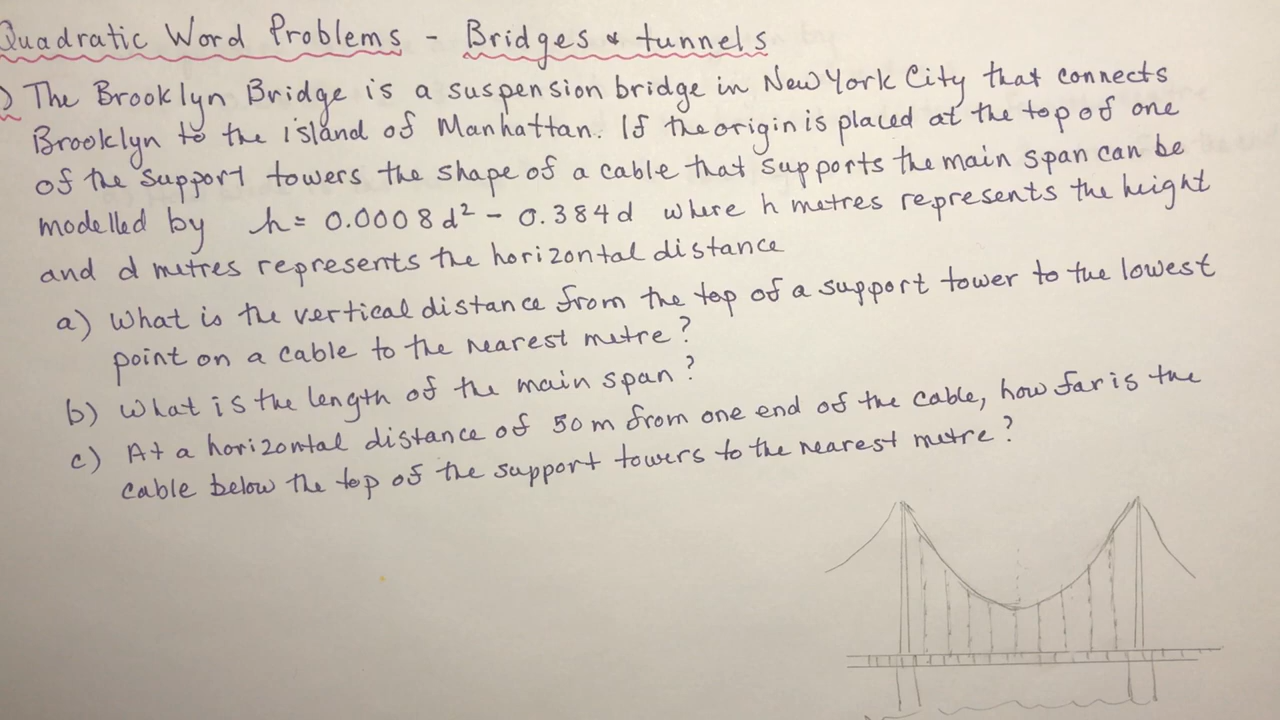 Quadratic Word Problems - Bridges & tunnels
The Brooklyn Bridge is a suspension bridge in New York City that connects
Brooklyn to the island of Manhattan. If the origin is placed at the top of one
of the support towers the shape of a cable that supports the main span can be
modelled by h = 0.0008d² - 0.384d where h metres represents the height
and d metres represents the horizontal distance
a) What is the vertical distance from the top of a support tower to the lowest
point on a cable to the nearest metre?
b) What is the length of the main span?
c) At a horizontal distance of 50m from one end of the cable, how far is the
cable below the top of the support towers to the nearest metre?